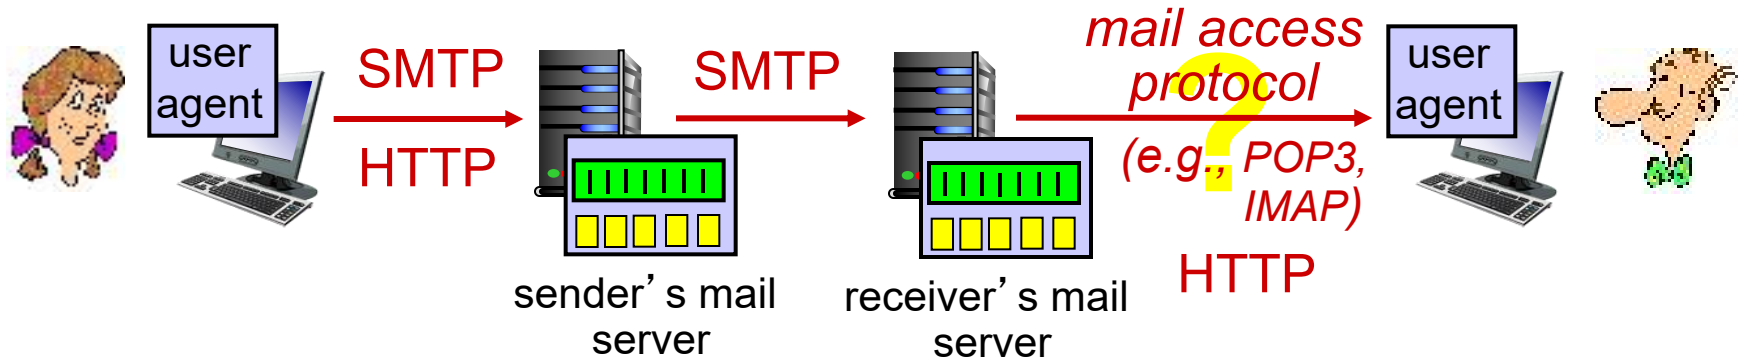 user
agent
SMTP
HTTP
sender’s mail
server
SMTP
receiver’s mail
server
mail access
protocol
?
(e.g., POP3,
IMAP)
HTTP
user
agent